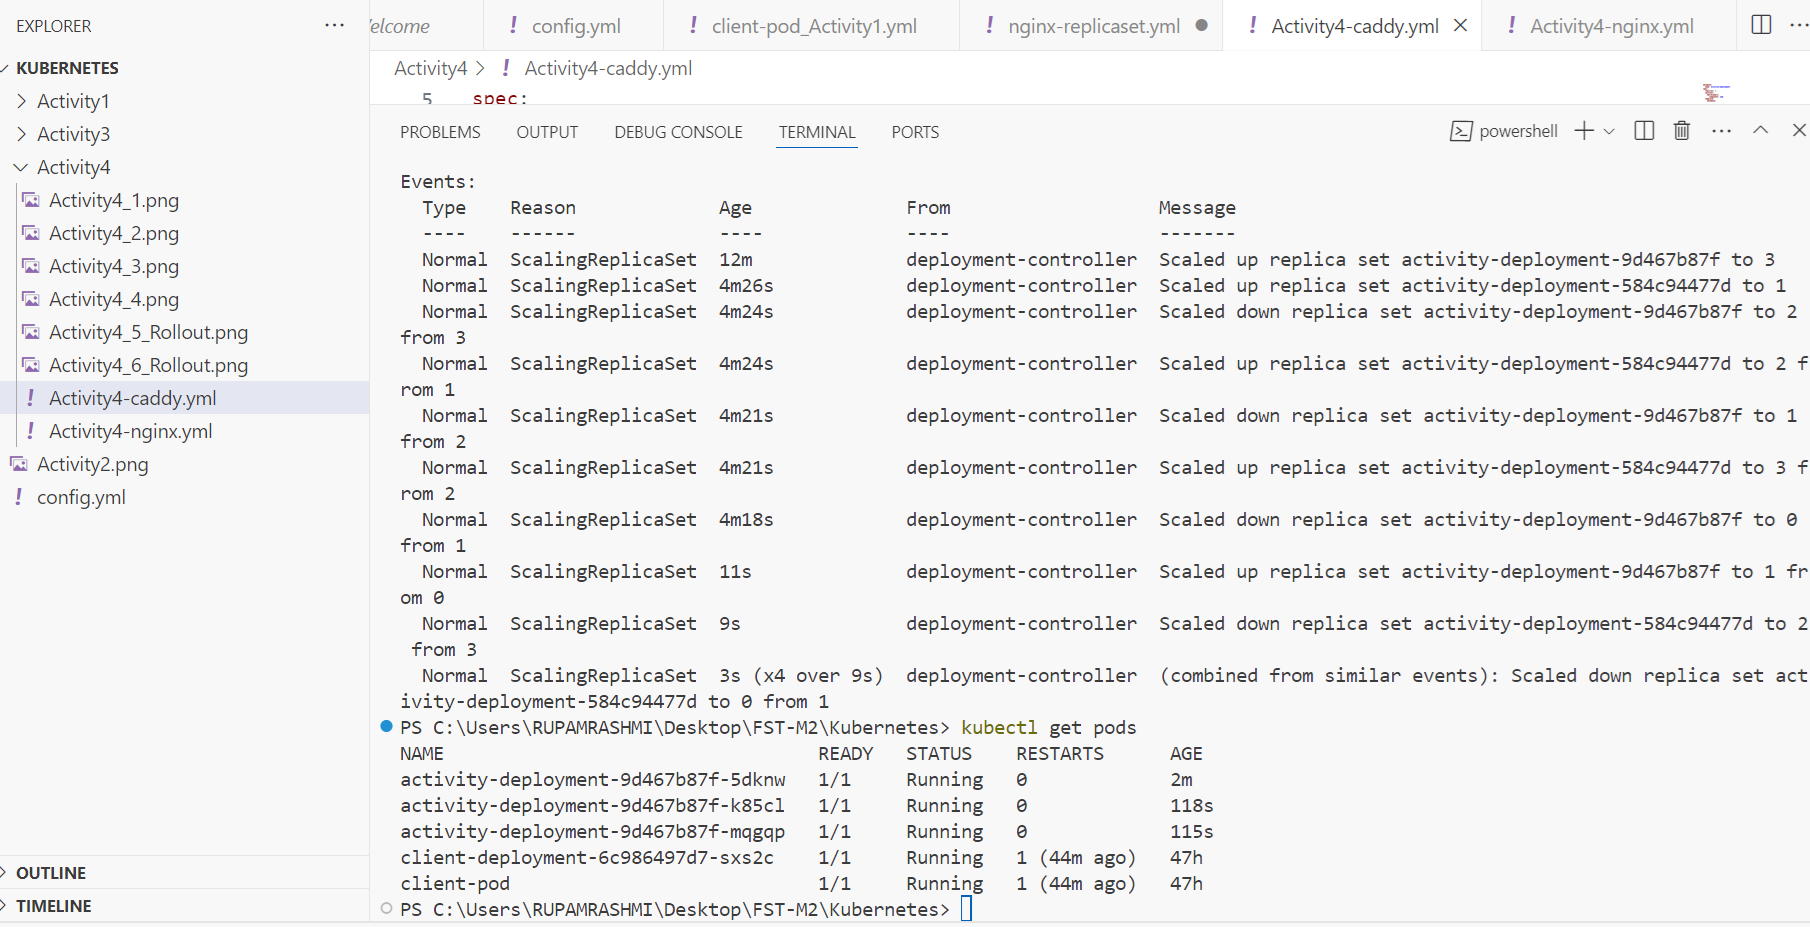 EXPLORER
elcome
config.yml
client-pod_Activity1.yml
nginx-replicaset.yml
Activity4-caddy.yml
Activity4-nginx.yml
KUBERNETES
Activity1
Activity3
Activity4
Activity4_1.png
Activity4_2.png
Activity4_3.png
Activity4_4.png
Activity4_5_Rollout.png
Activity4_6_Rollout.png
Activity4-caddy.yml
Activity4-nginx.yml
Activity2.png
config.yml
OUTLINE
TIMELINE
Activity4 > ! Activity4-caddy.yml
5 spec:
PROBLEMS OUTPUT DEBUG CONSOLE TERMINAL PORTS
powershell
Events:
Type Reason Age From Message
---- ------ ---- ---- -------
Normal ScalingReplicaSet 12m deployment-controller Scaled up replica set activity-deployment-9d467b87f to 3
Normal ScalingReplicaSet 4m26s deployment-controller Scaled up replica set activity-deployment-584c94477d to 1
Normal ScalingReplicaSet 4m24s deployment-controller Scaled down replica set activity-deployment-9d467b87f to 2
from 3
Normal ScalingReplicaSet 4m24s deployment-controller Scaled up replica set activity-deployment-584c94477d to 2 f
rom 1
Normal ScalingReplicaSet 4m21s deployment-controller Scaled down replica set activity-deployment-9d467b87f to 1
from 2
Normal ScalingReplicaSet 4m21s deployment-controller Scaled up replica set activity-deployment-584c94477d to 3 f
rom 2
Normal ScalingReplicaSet 4m18s deployment-controller Scaled down replica set activity-deployment-9d467b87f to 0
from 1
Normal ScalingReplicaSet 11s deployment-controller Scaled up replica set activity-deployment-9d467b87f to 1 fr
om 0
Normal ScalingReplicaSet 9s deployment-controller Scaled down replica set activity-deployment-584c94477d to 2
from 3
Normal ScalingReplicaSet 3s (x4 over 9s) deployment-controller (combined from similar events): Scaled down replica set act
ivity-deployment-584c94477d to 0 from 1
PS C:\Users\RUPAMRASHMI\Desktop\FST-M2\Kubernetes> kubectl get pods
NAME READY STATUS RESTARTS AGE
activity-deployment-9d467b87f-5dknw 1/1 Running 0 2m
activity-deployment-9d467b87f-k85cl 1/1 Running 0 118s
activity-deployment-9d467b87f-mqgqp 1/1 Running 0 115s
client-deployment-6c986497d7-sxs2c 1/1 Running 1 (44m ago) 47h
client-pod 1/1 Running 1 (44m ago) 47h
PS C:\Users\RUPAMRASHMI\Desktop\FST-M2\Kubernetes>